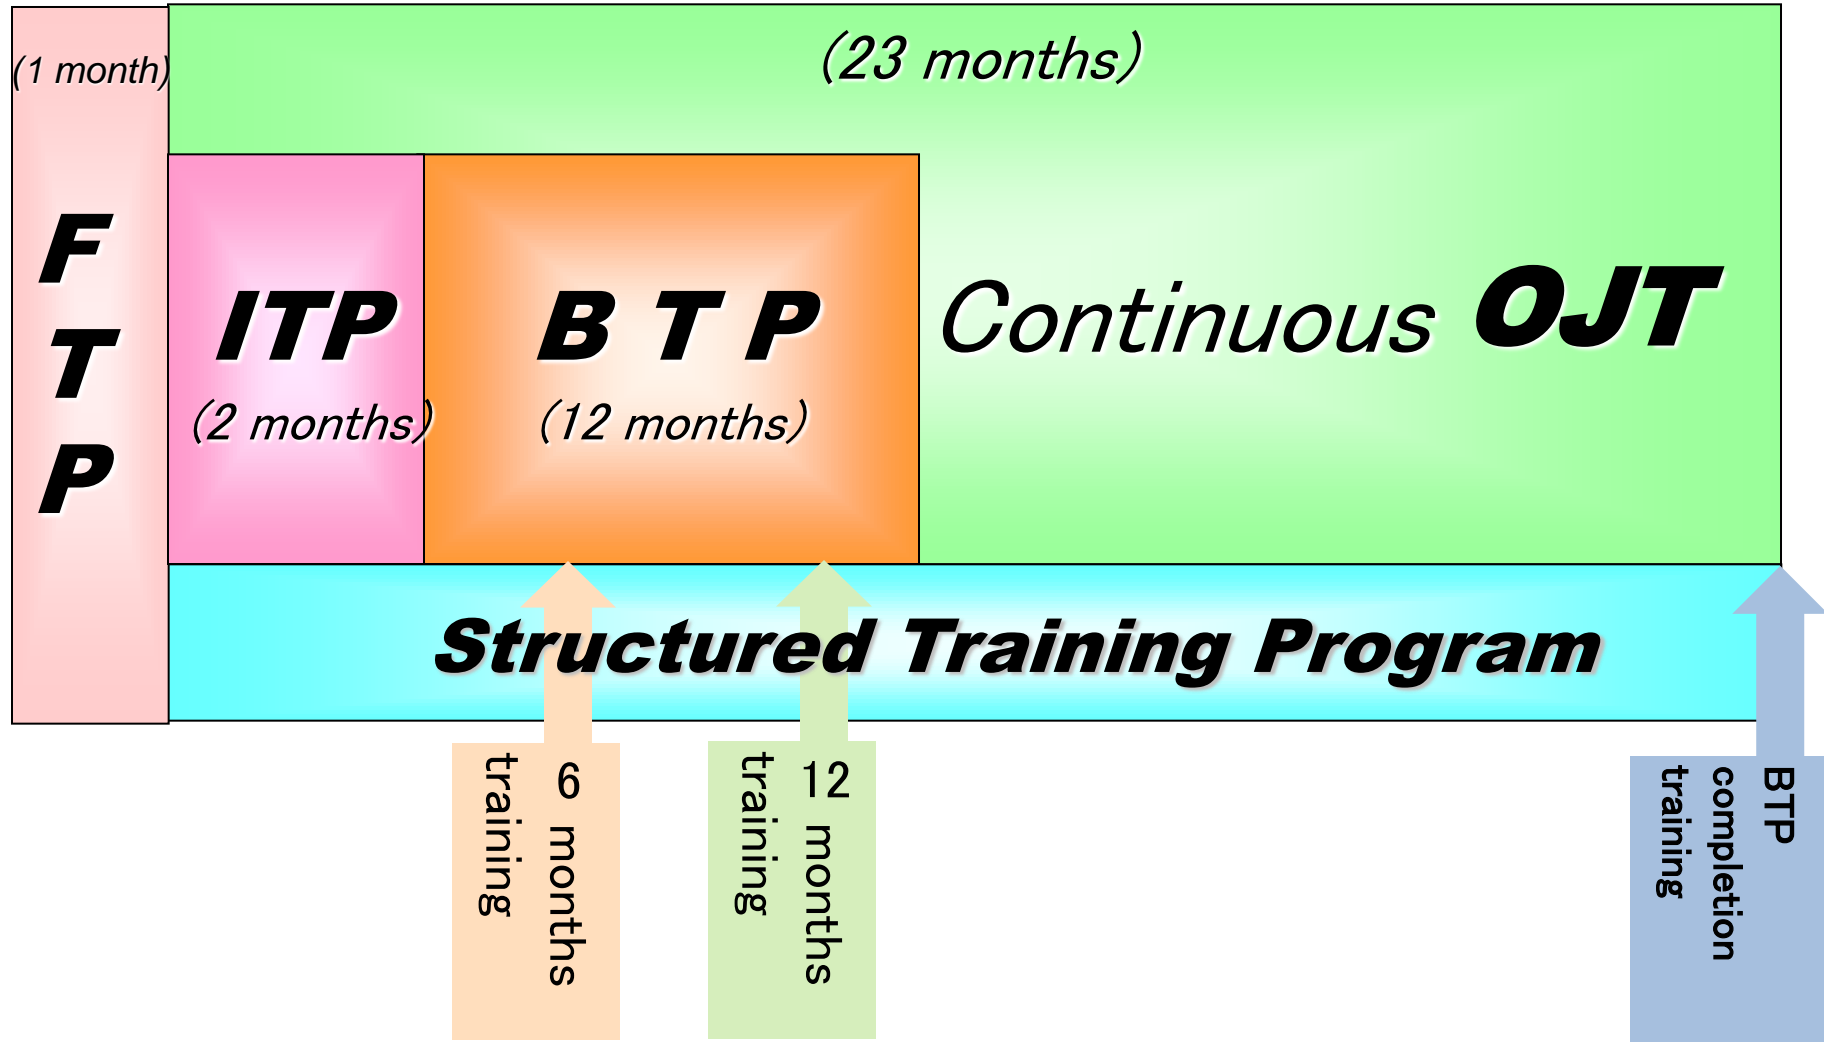 (1 month)
F
T
P
(23 months)
ITP
(2 months)
B T P
(12 months)
Continuous OJT
Structured Training Program
6 months
training
12 months
training
BTP
completion
training